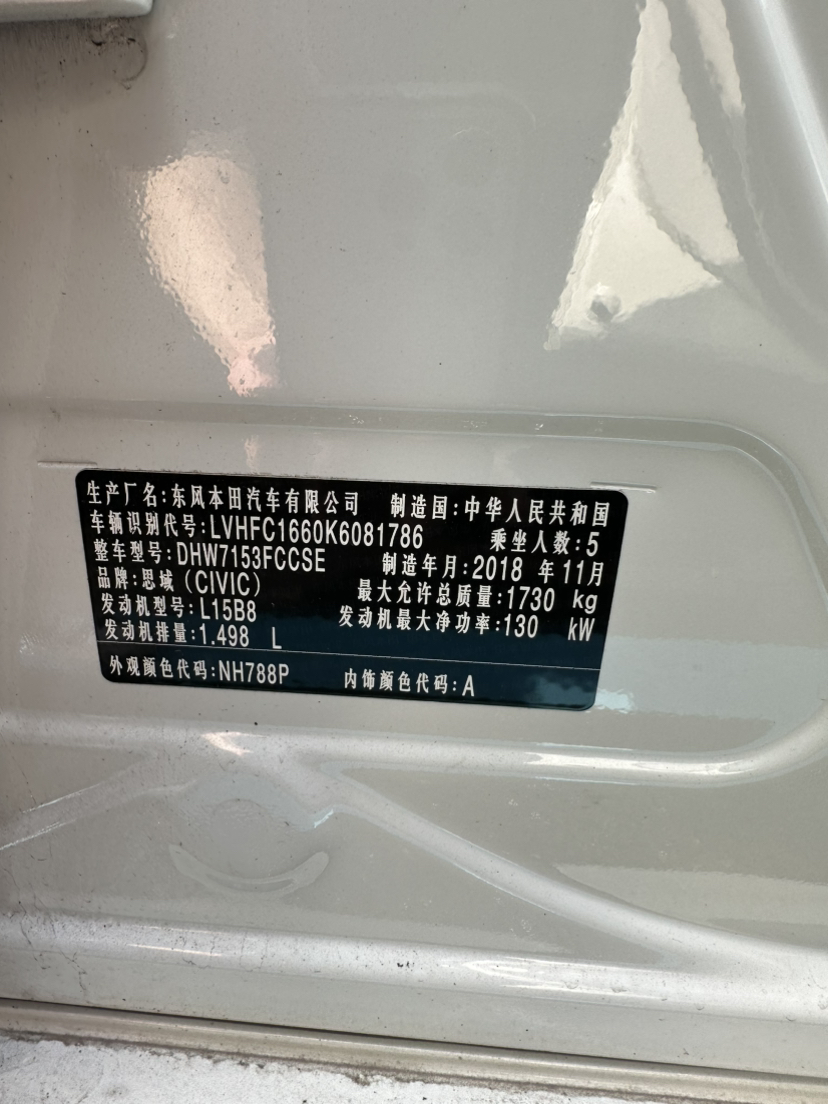 生产厂名:东风本田汽车有限公司 制造国:中华人民共和国
车辆识别代号:LVHFC1660K6081786 乘坐人数:5
整车型号:DHW7153FCCSE 制造年月:2018 年11月
品牌:思域(CIVIC) 最大允许总质量:1730 kg
发动机型号:L15B8 发动机最大净功率:130 kW
发动机排量:1.498 L
外观颜色代码:NH788P 内饰颜色代码:A